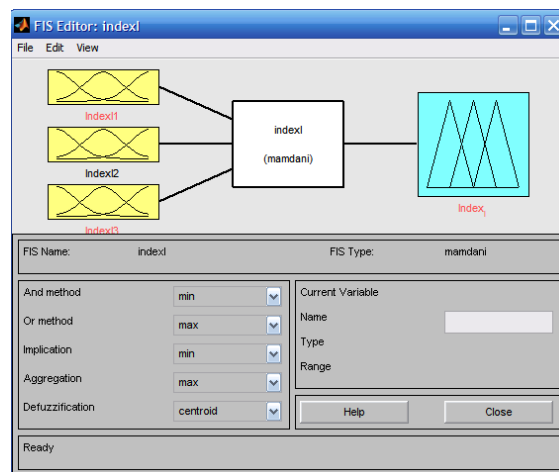 FIS Editor: indexI
File Edit View
IndexI1
IndexI2
IndexI3
indexI
(mamdani)
Index I
FIS Name: indexI FIS Type: mamdani
And method min
Or method max
Implication min
Aggregation max
Defuzzification centroid
Current Variable
Name
Type
Range
Help Close
Ready